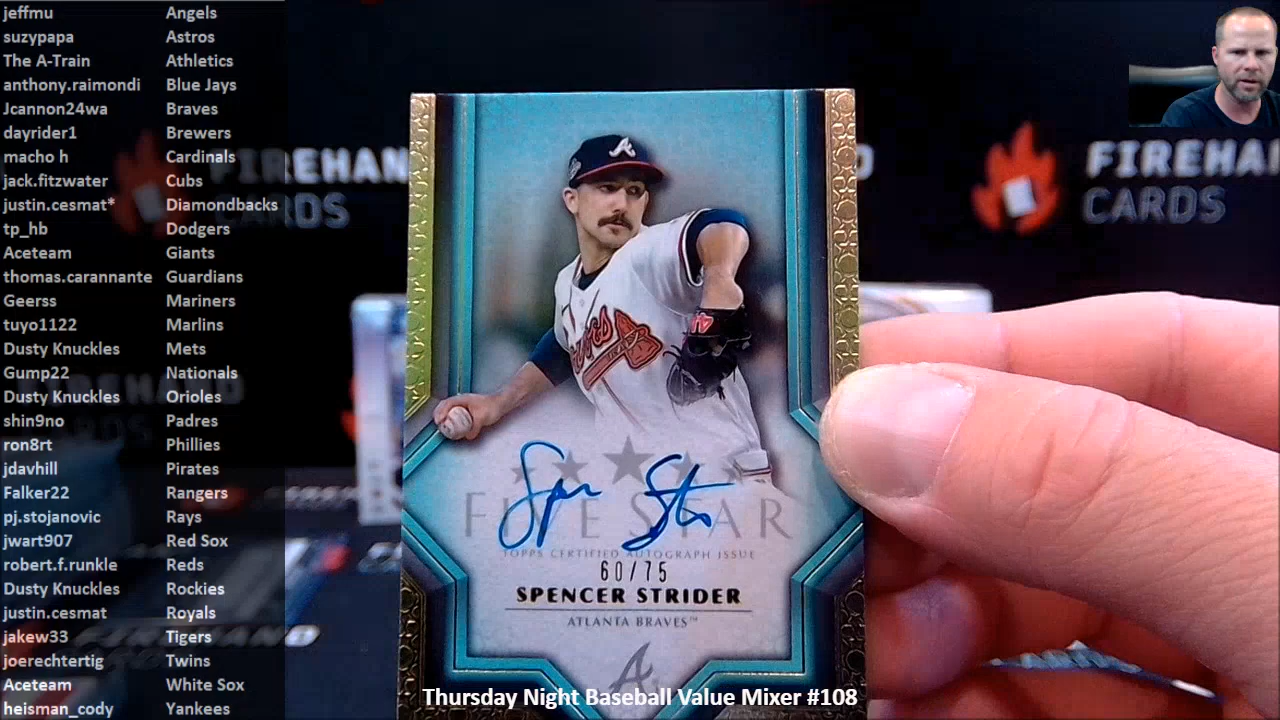 jeffmu Angels
suzypapa Astros
The A-Train Athletics
anthony.raimondi Blue Jays
Jcannon24wa Braves
dayrider1 Brewers
macho h Cardinals
jack.fitzwater Cubs
justin.cesmat* Diamondbacks
tp_hb Dodgers
Aceteam Giants
thomas.carannante Guardians
Geerss Mariners
tuyo1122 Marlins
Dusty Knuckles Mets
Gump22 Nationals
Dusty Knuckles Orioles
shin9no Padres
ron8rt Phillies
jdavhill Pirates
Falker22 Rangers
pj.stojanovic Rays
jwart907 Red Sox
robert.f.runkle Reds
Dusty Knuckles Rockies
justin.cesmat Royals
jakew33 Tigers
joerechtertig Twins
Aceteam White Sox
heisman_cody Yankees
FIREHAND
CARDS
FIREHA
CARDS
A
Braves
FIVE STAR
TOPPS CERTIFIED AUTOGRAPH ISSUE
60/75
SPENCER STRIDER
ATLANTA BRAVES™
A
Thursday Night Baseball Value Mixer #108